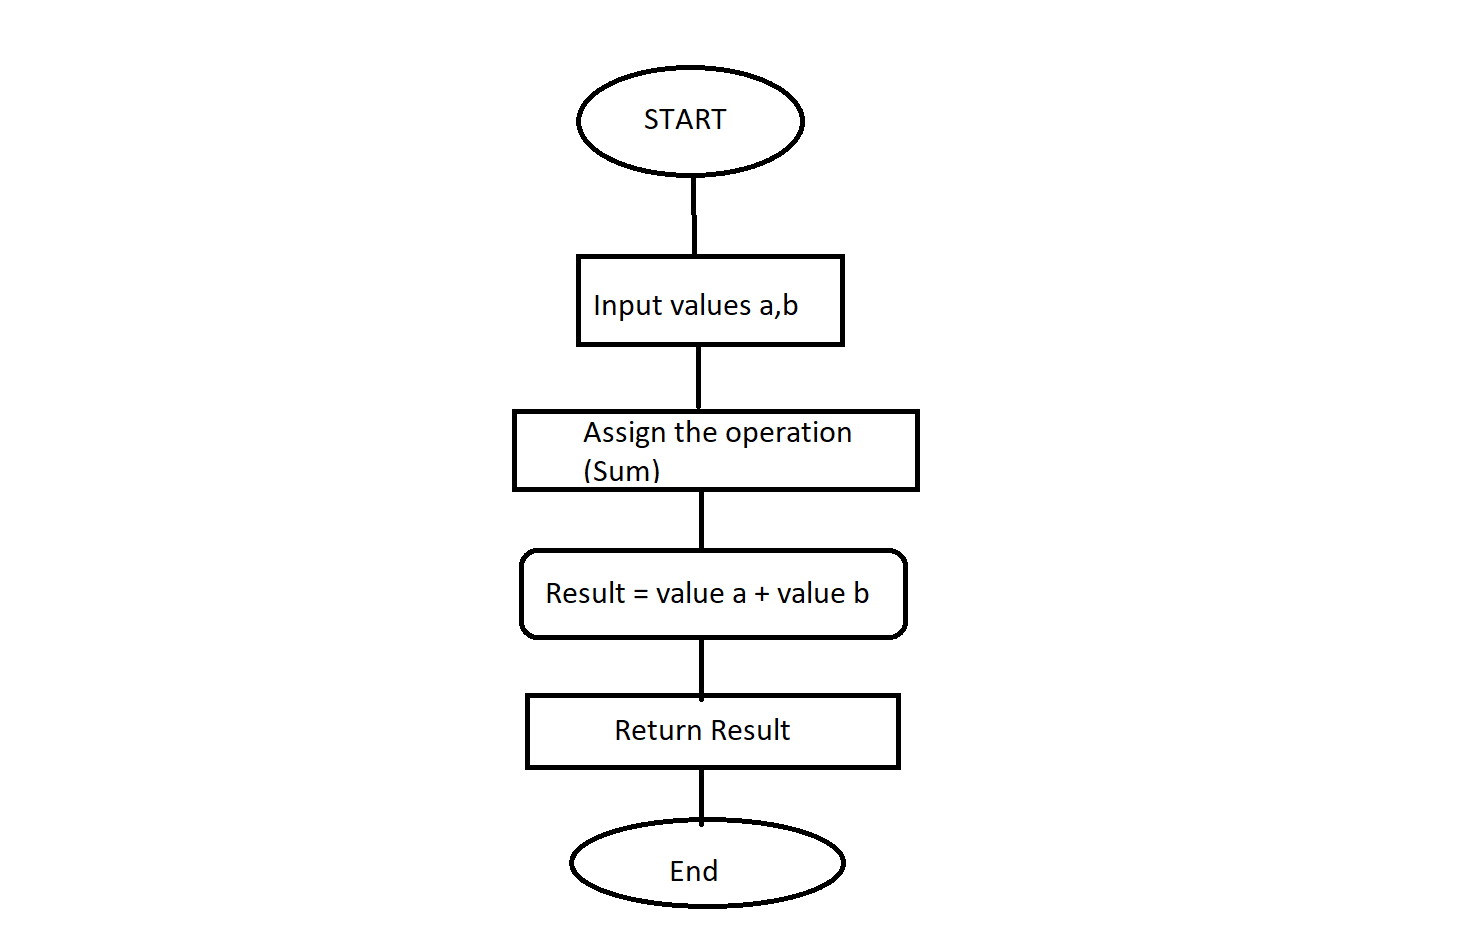 START
Input values a,b
Assign the operation
(Sum)
Result = value a + value b
Return Result
End